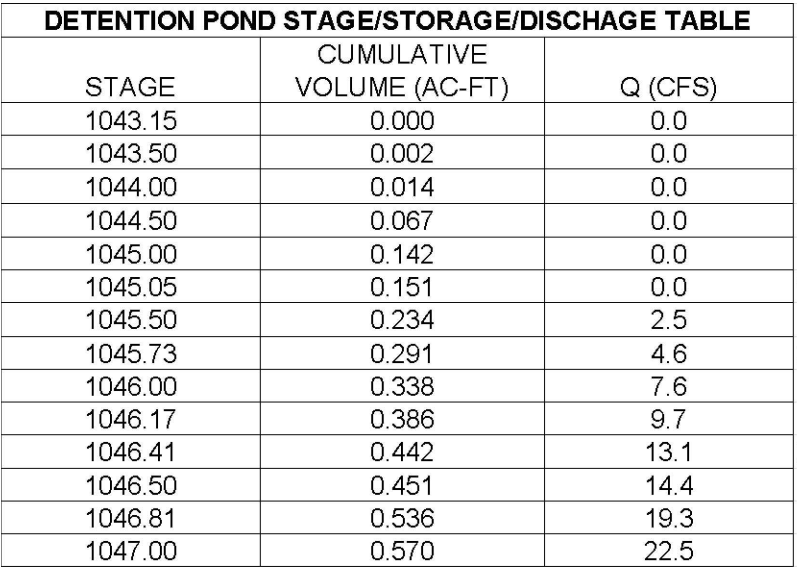 DETENTION POND STAGE/STORAGE/DISCHAGE TABLE
STAGE CUMULATIVE VOLUME (AC-FT) Q (CFS)
1043.15 0.000 0.0
1043.50 0.002 0.0
1044.00 0.014 0.0
1044.50 0.067 0.0
1045.00 0.142 0.0
1045.05 0.151 0.0
1045.50 0.234 2.5
1045.73 0.291 4.6
1046.00 0.338 7.6
1046.17 0.386 9.7
1046.41 0.442 13.1
1046.50 0.451 14.4
1046.81 0.536 19.3
1047.00 0.570 22.5